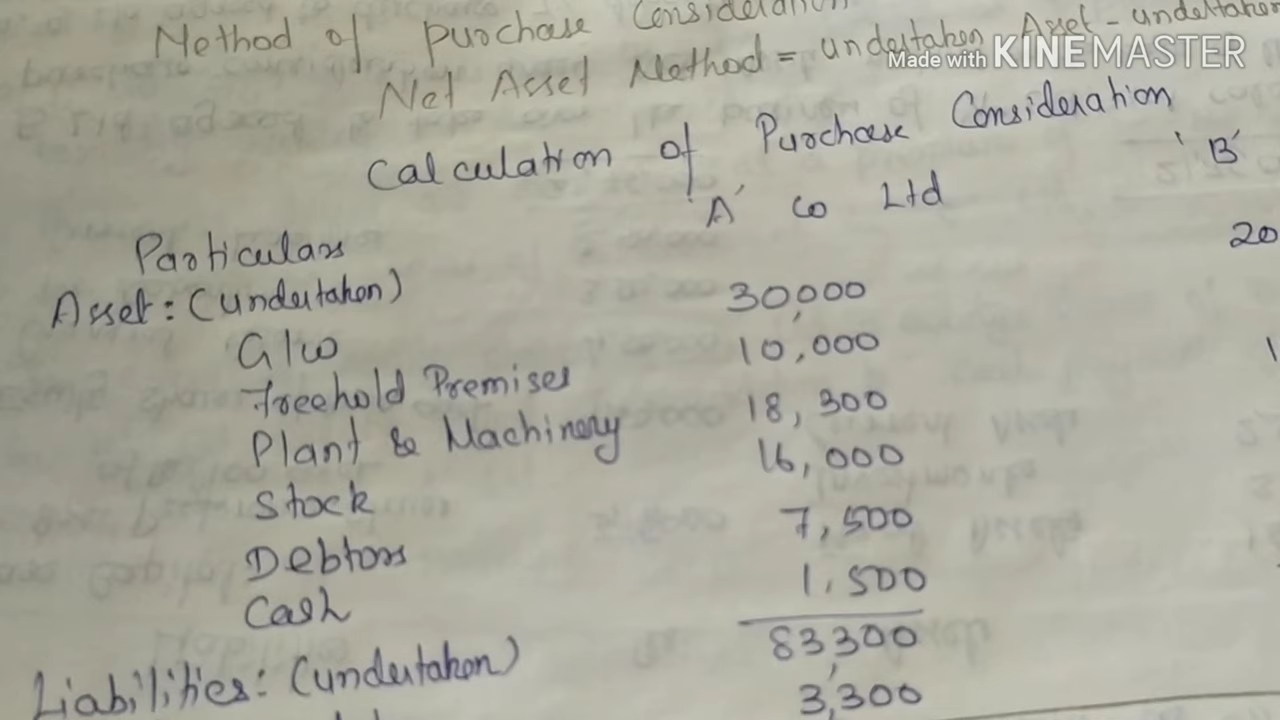 Method of Purchase Consideration
Made with KINEMASTER
Net Asset Method = undertaken Asset - undertaken
Calculation of Purchase Consideration
A' Co Ltd 'B'
Particulars
20
Asset: (undertaken) 30,000
G/w 10,000
Freehold Premises 18,300
Plant & Machinery 16,000
Stock 7,500
Debtors 1,500
Cash 83,300
Liabilities: (undertaken) 3,300